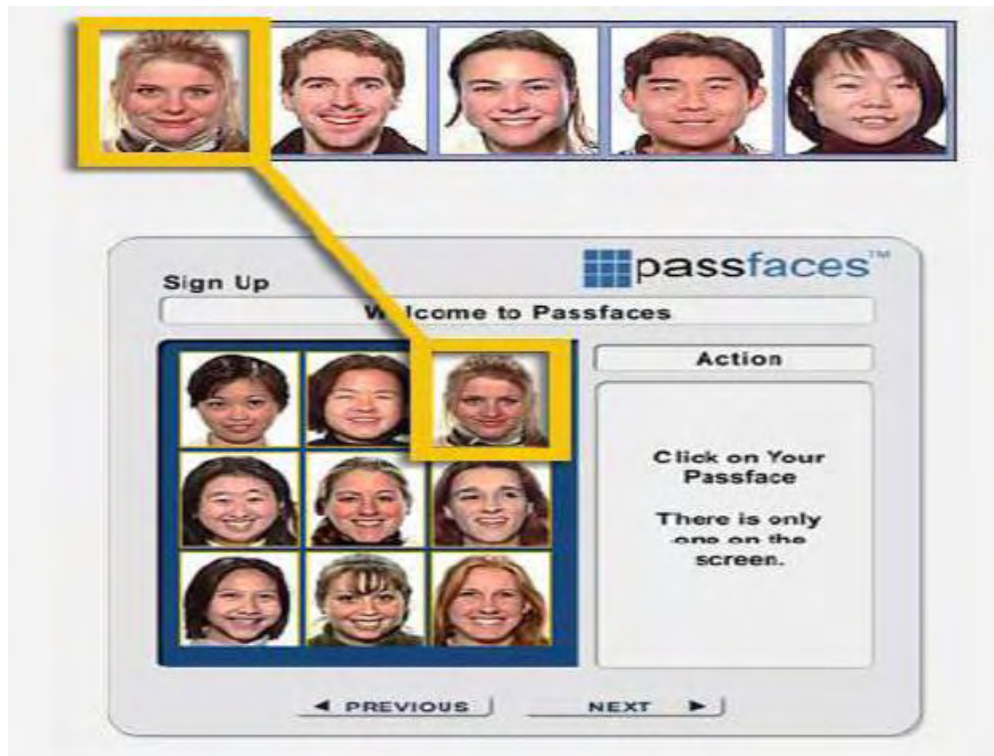 passfaces™
Sign Up
Welcome to Passfaces
Action
Click on Your
Passface
There is only
one on the
screen.
◄ PREVIOUS
NEXT ►